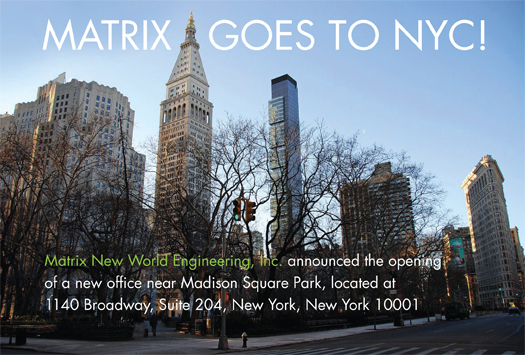 MATRIX GOES TO NYC!
Matrix New World Engineering, Inc. announced the opening
of a new office near Madison Square Park, located at
1140 Broadway, Suite 204, New York, New York 10001